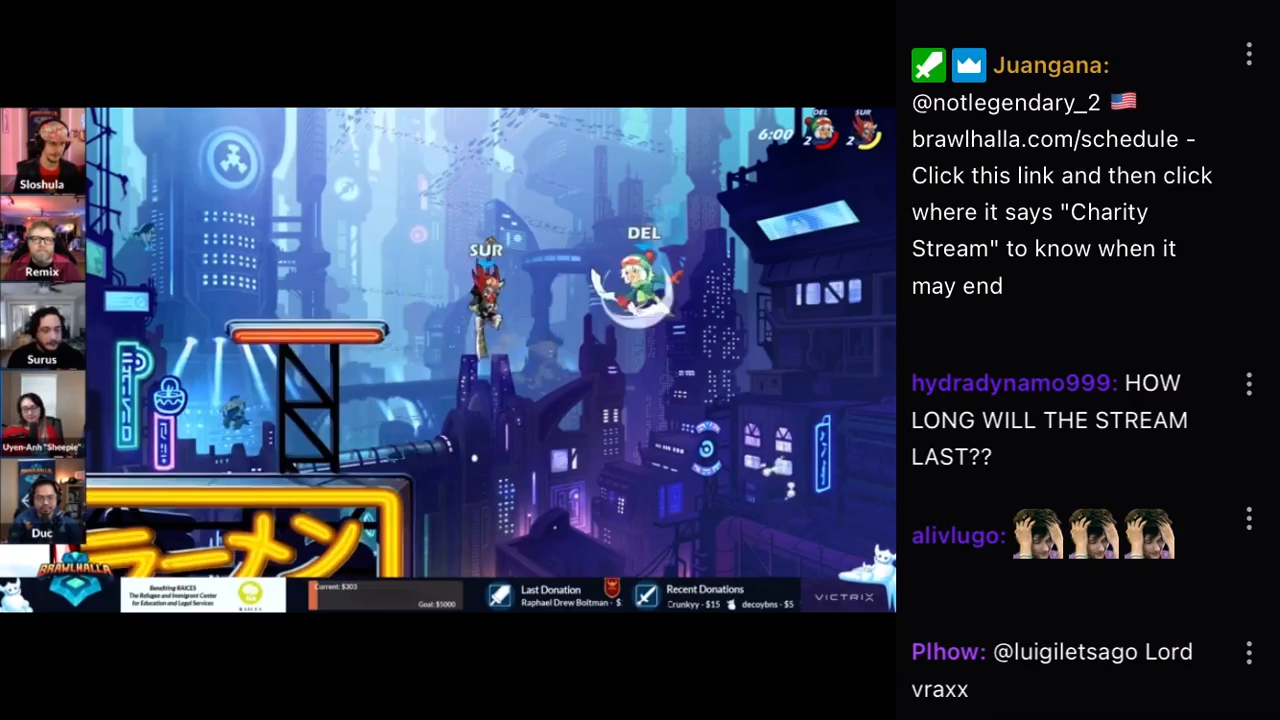 Sloshula
Remix
Surus
Uyen-Anh "Sheepie"
Duc
6:00
DEL
2
SUR
2
SUR
DEL
ラーメン
BRAWLHALLA
Benefiting RAICES
The Refugee and Immigrant Center
for Education and Legal Services
RAICES
Current: $303
Goal: $5000
Last Donation
Raphael Drew Boltman - $
Recent Donations
Crunkyy - $15
decoybns - $5
VICTRIX
Juangana:
@notlegendary_2
brawlhalla.com/schedule -
Click this link and then click
where it says "Charity
Stream" to know when it
may end
hydradynamo999: HOW
LONG WILL THE STREAM
LAST??
alivlugo:
Plhow: @luigiletsago Lord
vraxx